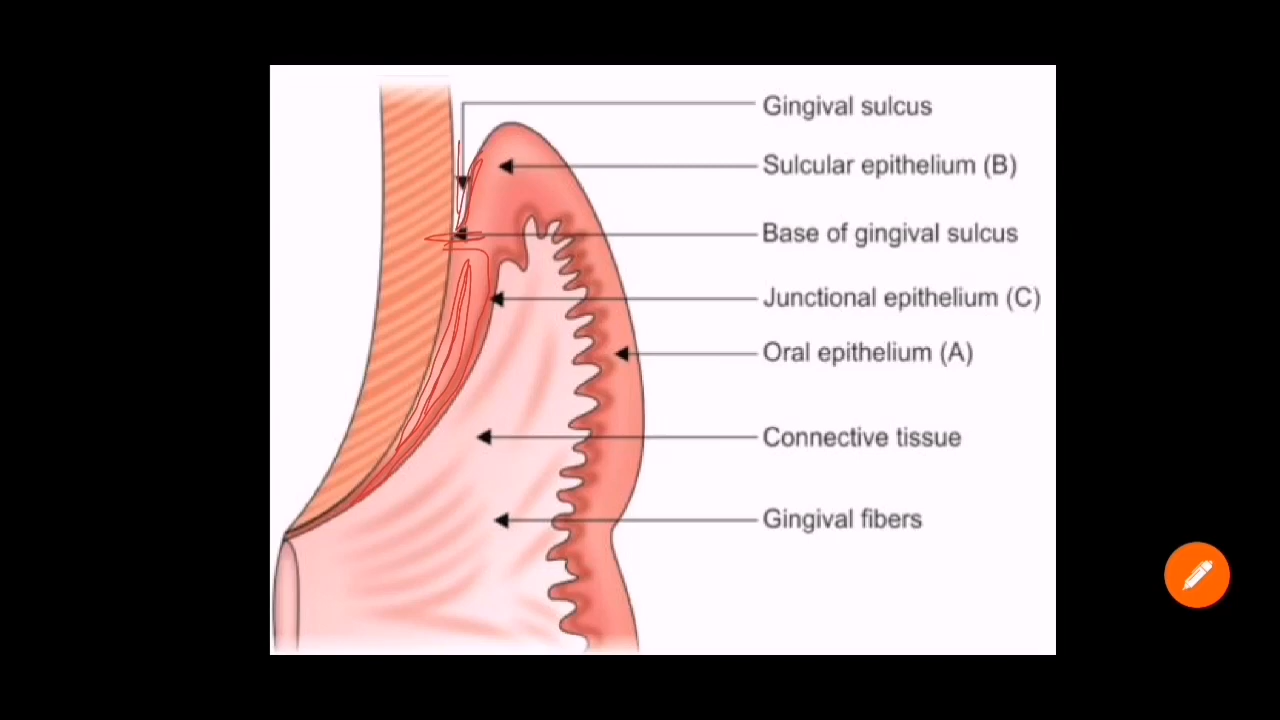 Gingival sulcus
Sulcular epithelium (B)
Base of gingival sulcus
Junctional epithelium (C)
Oral epithelium (A)
Connective tissue
Gingival fibers